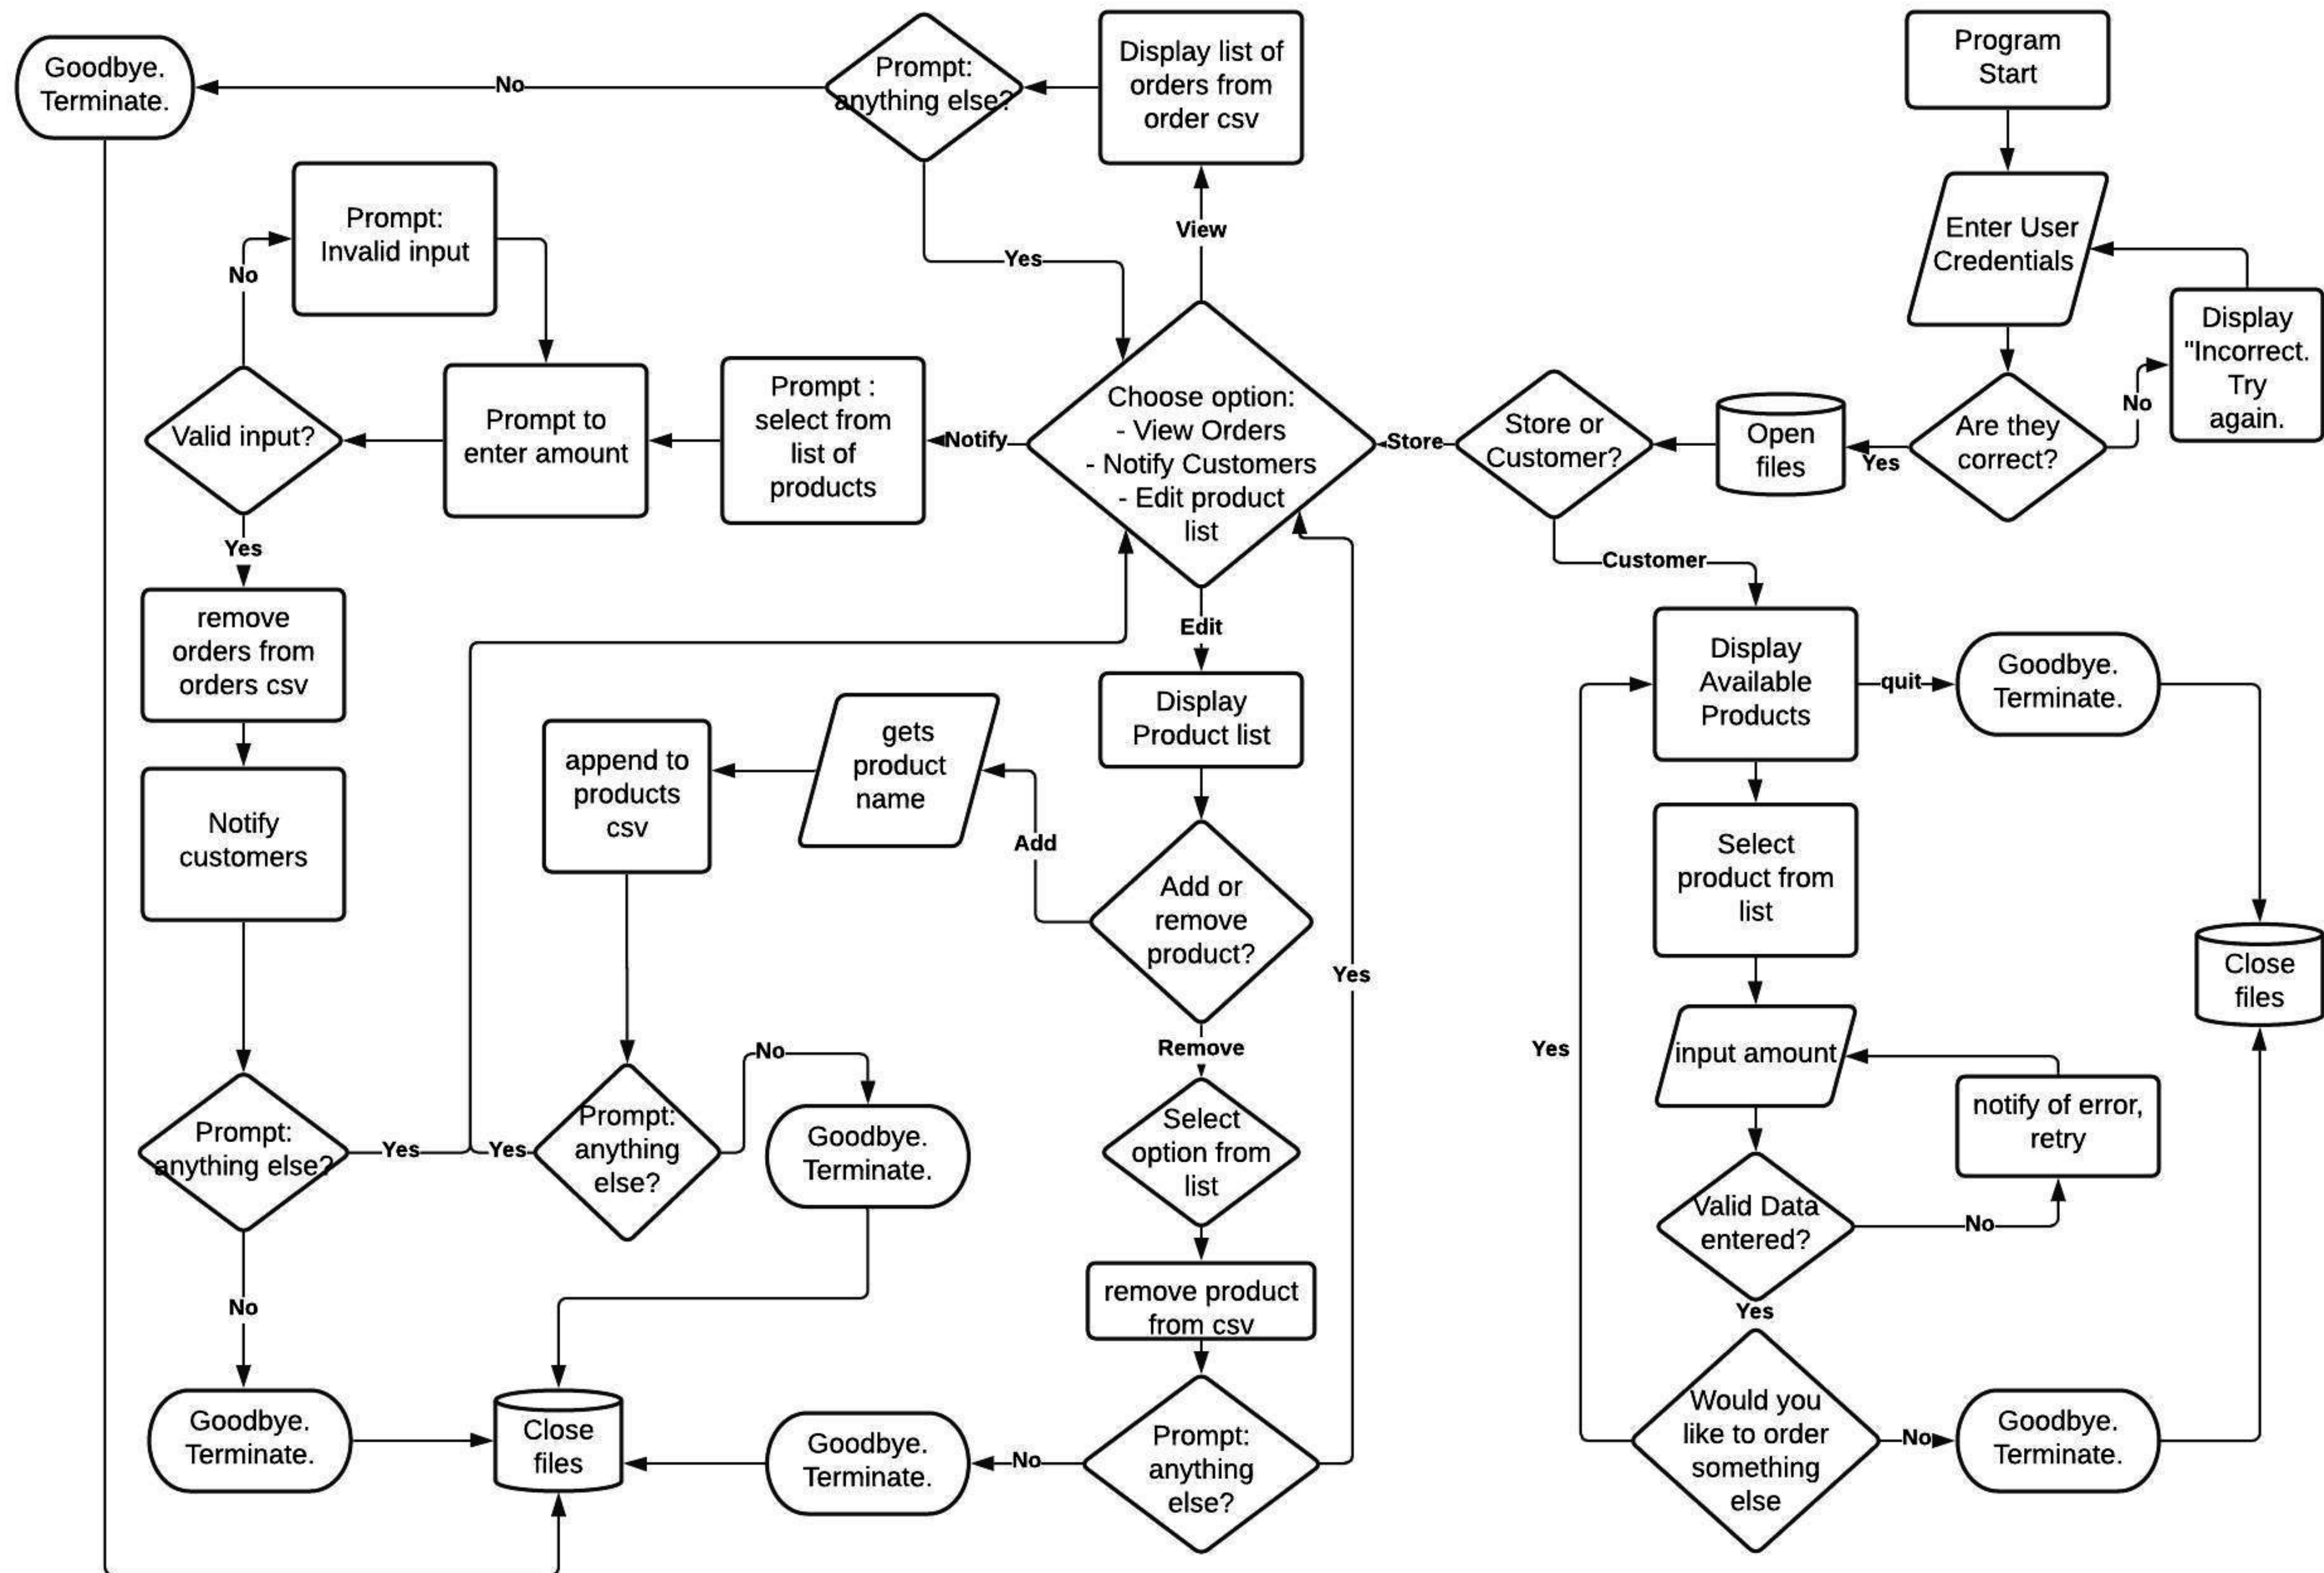 Goodbye.
Terminate.
No
Prompt:
anything else?
Display list of
orders from
order csv
Program
Start
Prompt:
Invalid input
No
Yes
View
Enter User
Credentials
Display
"Incorrect.
Try
again.
No
Valid input?
Prompt to
enter amount
Prompt :
select from
list of
products
Notify
Choose option:
- View Orders
- Notify Customers
- Edit product
list
Store
Store or
Customer?
Open
files
Yes
Are they
correct?
Yes
Customer
remove
orders from
orders csv
Edit
Display
Product list
Display
Available
Products
quit
Goodbye.
Terminate.
append to
products
csv
gets
product
name
Add
Notify
customers
Add or
remove
product?
Select
product from
list
Yes
Close
files
Remove
No
Yes
input amount
notify of error,
retry
Prompt:
anything else?
Yes
Yes
Prompt:
anything
else?
Goodbye.
Terminate.
Select
option from
list
Valid Data
entered?
No
No
remove product
from csv
Yes
Goodbye.
Terminate.
Close
files
Goodbye.
Terminate.
No
Prompt:
anything
else?
Would you
like to order
something
else
No
Goodbye.
Terminate.